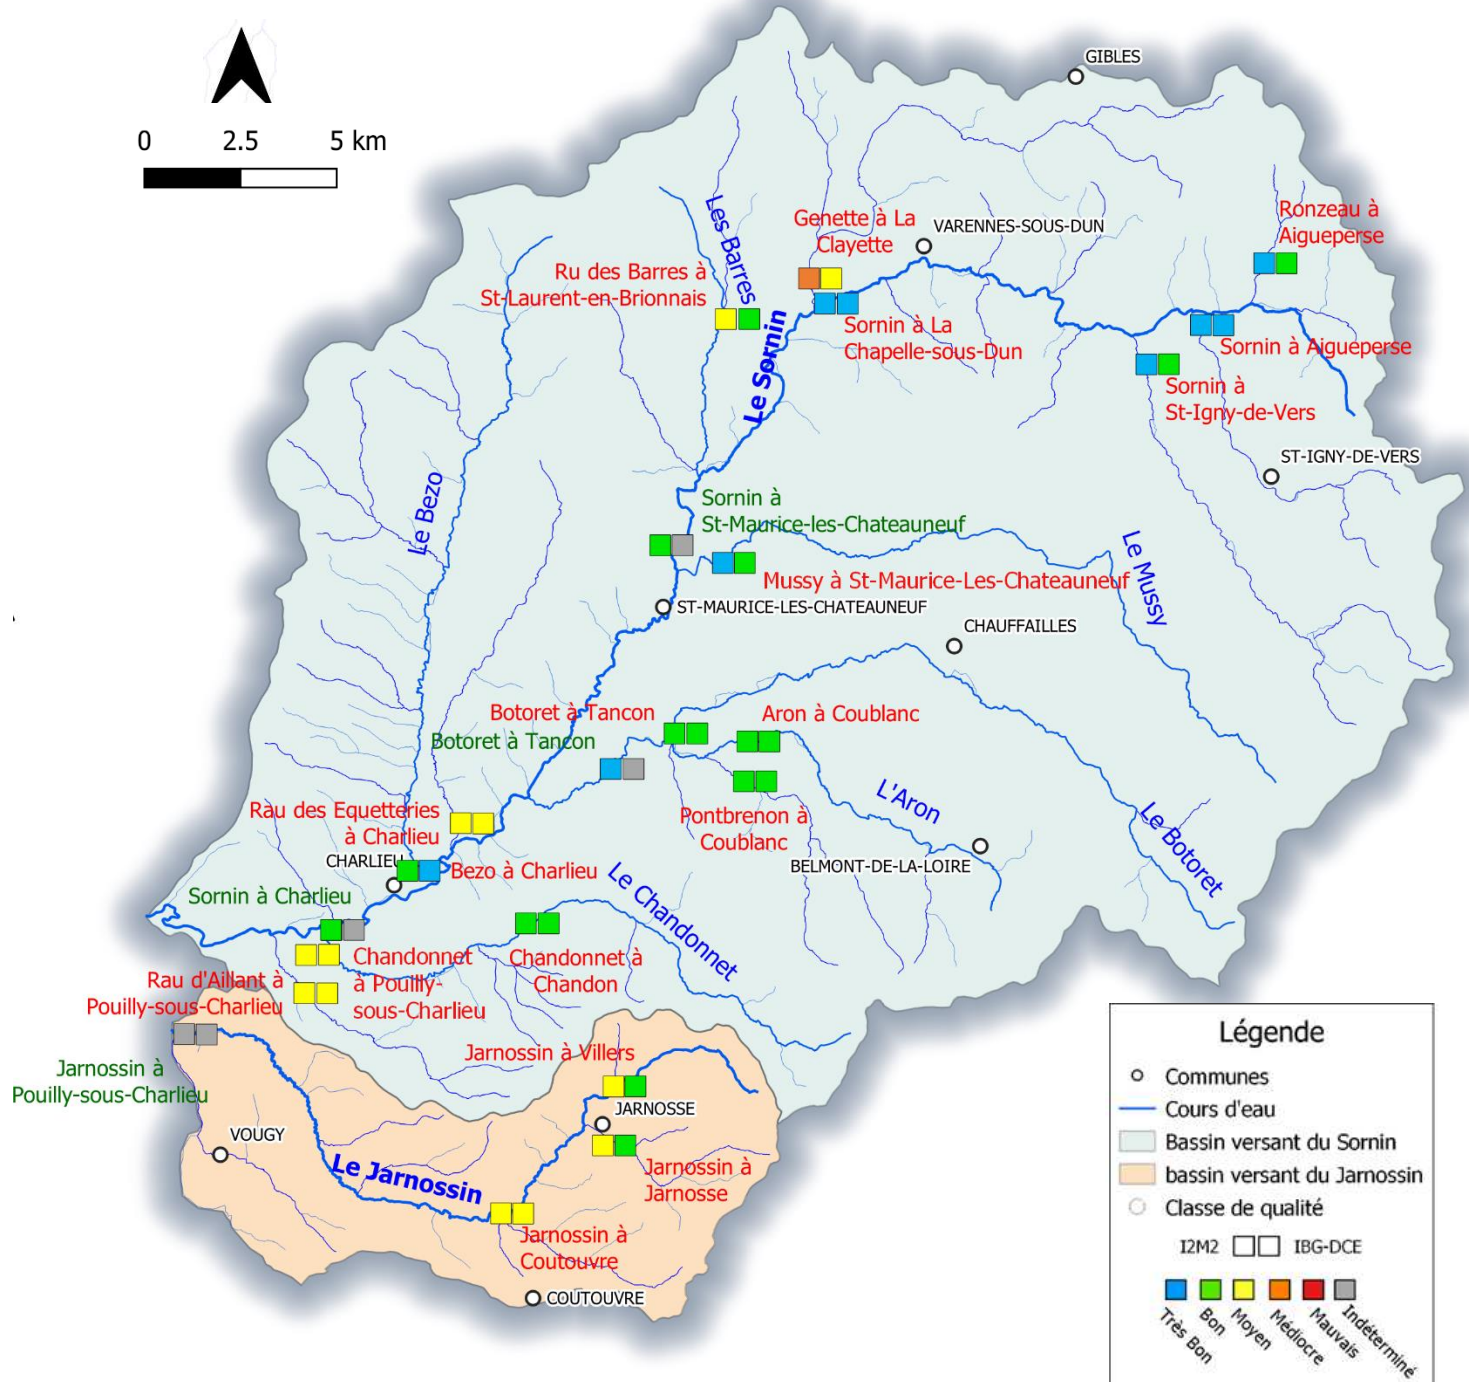 GIBLES
0 2.5 5 km
Les Barres
Genette à La
Clayette
VARENNES-SOUS-DUN
Ronzeau à
Aigueperse
Ru des Barres à
St-Laurent-en-Brionnais
Le Sornin
Sornin à La
Chapelle-sous-Dun
Sornin à Aigueperse
Sornin à
St-Igny-de-Vers
ST-IGNY-DE-VERS
Le Bezo
Sornin à
St-Maurice-les-Chateauneuf
Le Mussy
Mussy à St-Maurice-Les-Chateauneuf
ST-MAURICE-LES-CHATEAUNEUF
CHAUFFAILLES
Botoret à Tancon
Aron à Coublanc
Botoret à Tancon
L'Aron
Le Botoret
Rau des Equetteries
à Charlieu
Pontbrenon à
Coublanc
BELMONT-DE-LA-LOIRE
CHARLIEU
Bezo à Charlieu
Le Chandonnet
Sornin à Charlieu
Chandonnet
à Pouilly-
sous-Charlieu
Chandonnet à
Chandon
Rau d'Aillant à
Pouilly-sous-Charlieu
Jarnossin à
Pouilly-sous-Charlieu
Jarnossin à Villers
JARNOSSE
VOUGY
Le Jarnossin
Jarnossin à
Jarnosse
Jarnossin à
Coutouvre
COUTOUVRE
Légende
Communes
Cours d'eau
Bassin versant du Sornin
bassin versant du Jarnossin
Classe de qualité
I2M2 IBG-DCE
Très Bon
Bon
Moyen
Médiocre
Mauvais
Indéterminé